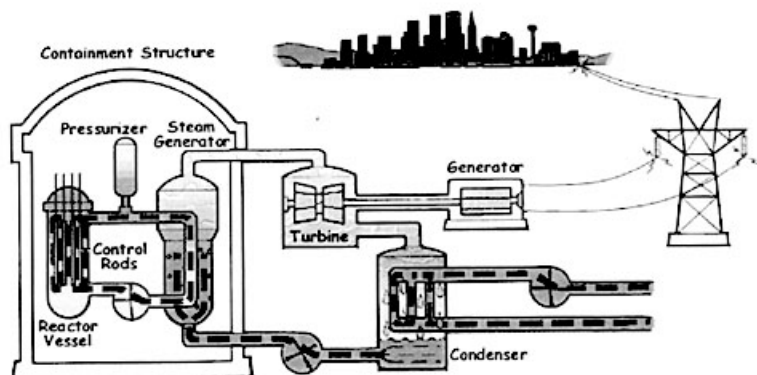 Containment Structure
Pressurizer
Steam
Generator
Generator
Turbine
Control
Rods
Reactor
Vessel
Condenser